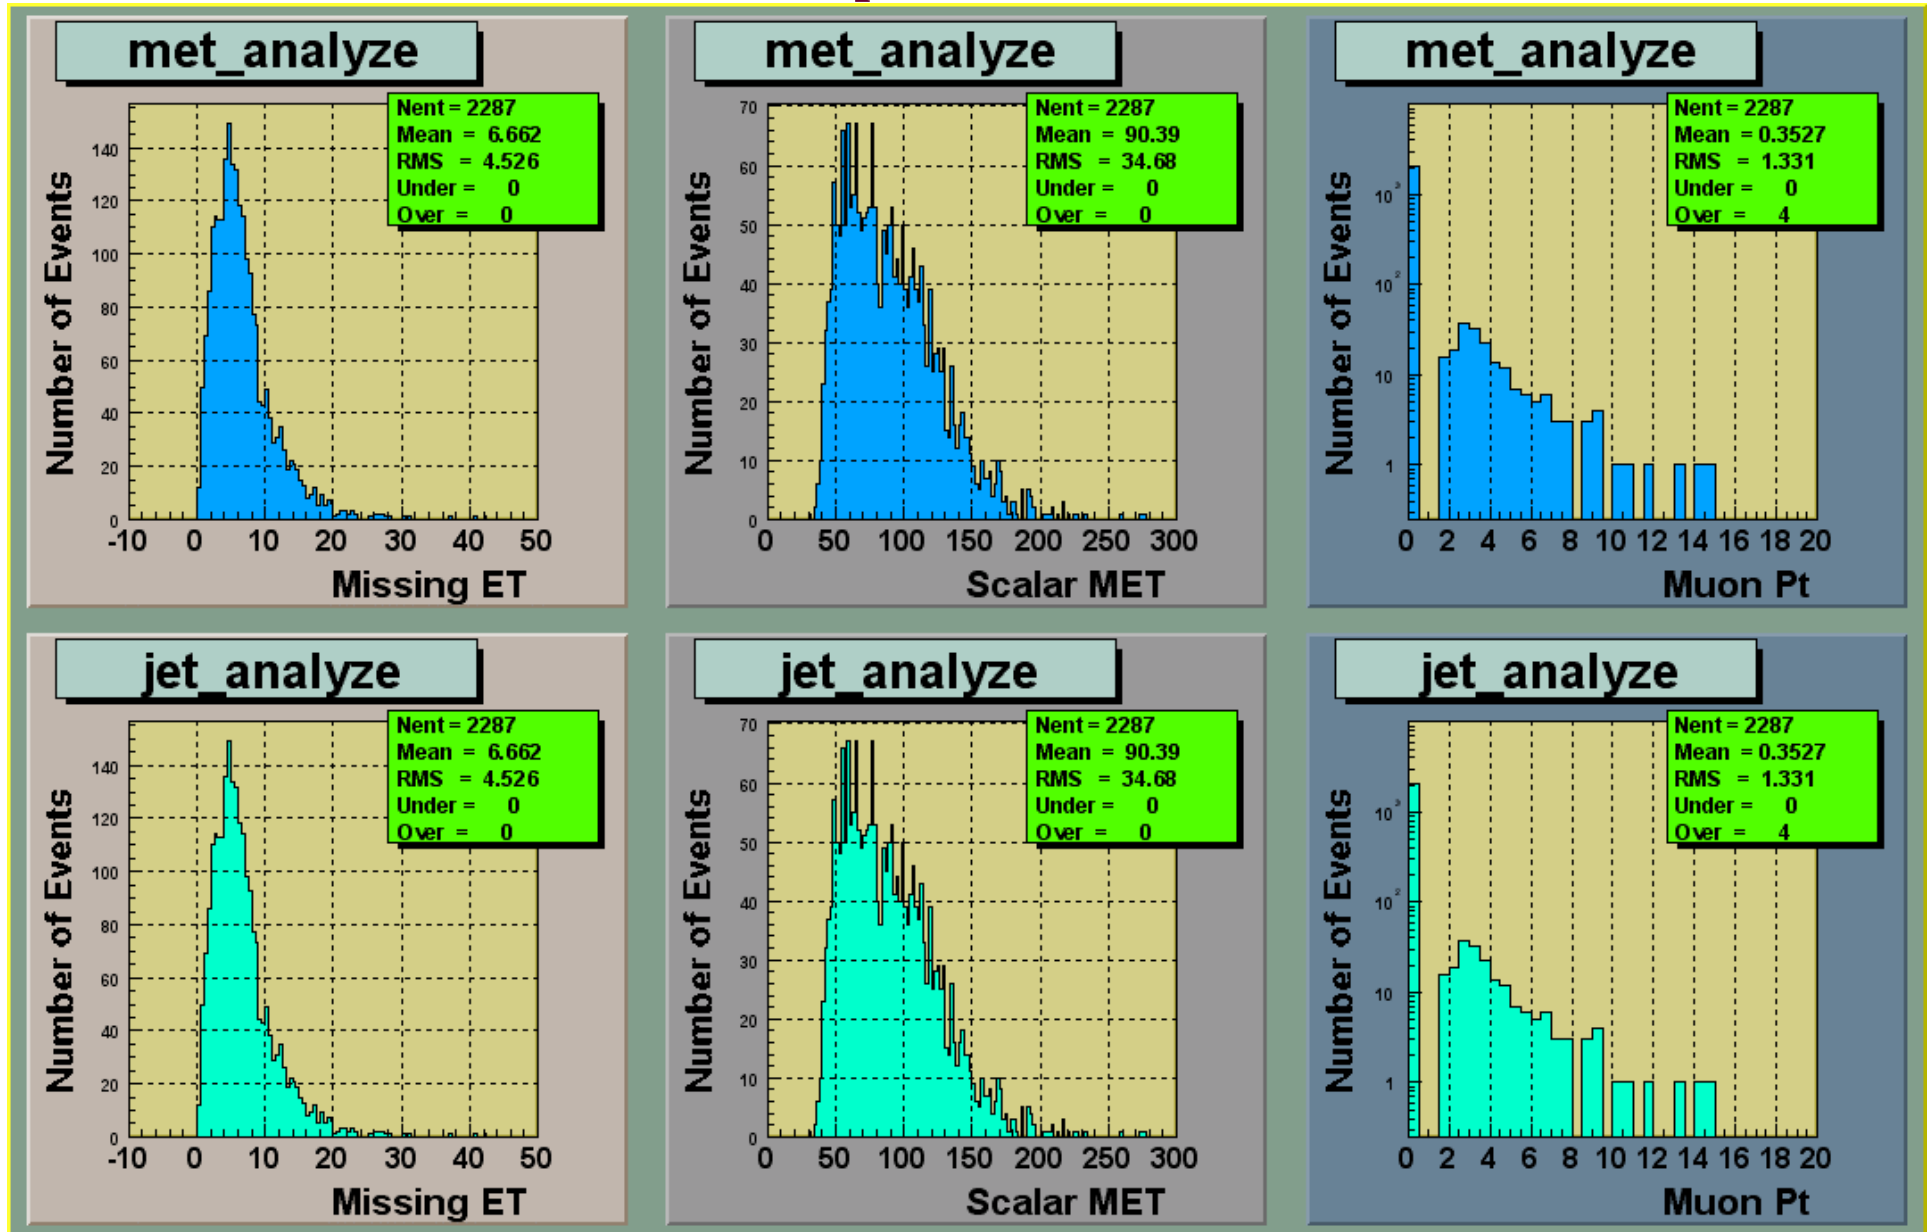 met_analyze
Nent = 2287
Mean = 6.662
RMS = 4.526
Under = 0
Over = 0
140
120
100
80
60
40
20
0
-10 0 10 20 30 40 50
Number of Events
Missing ET
met_analyze
Nent = 2287
Mean = 90.39
RMS = 34.68
Under = 0
Over = 0
70
60
50
40
30
20
10
0
0 50 100 150 200 250 300
Number of Events
Scalar MET
met_analyze
Nent = 2287
Mean = 0.3527
RMS = 1.331
Under = 0
Over = 4
10³
10²
10
1
0 2 4 6 8 10 12 14 16 18 20
Number of Events
Muon Pt
jet_analyze
Nent = 2287
Mean = 6.662
RMS = 4.526
Under = 0
Over = 0
140
120
100
80
60
40
20
0
-10 0 10 20 30 40 50
Number of Events
Missing ET
jet_analyze
Nent = 2287
Mean = 90.39
RMS = 34.68
Under = 0
Over = 0
70
60
50
40
30
20
10
0
0 50 100 150 200 250 300
Number of Events
Scalar MET
jet_analyze
Nent = 2287
Mean = 0.3527
RMS = 1.331
Under = 0
Over = 4
10³
10²
10
1
0 2 4 6 8 10 12 14 16 18 20
Number of Events
Muon Pt